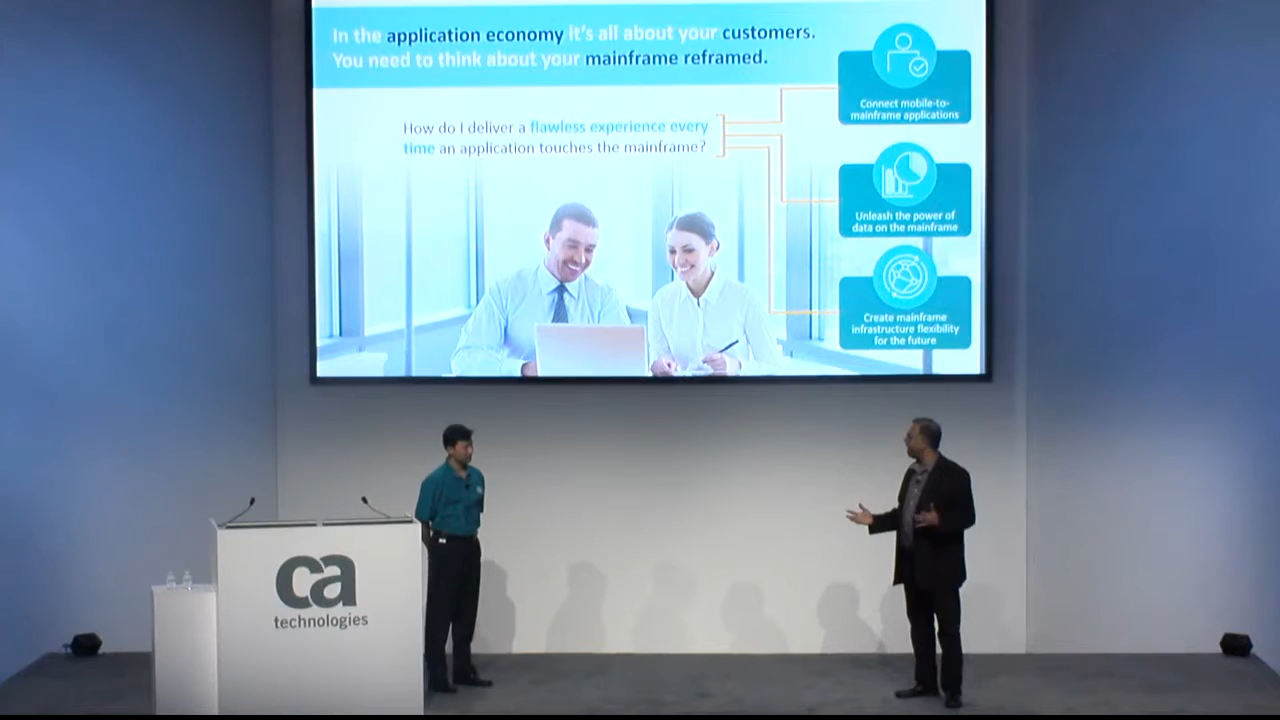 In the application economy it's all about your customers.
You need to think about your mainframe reframed.
How do I deliver a flawless experience every
time an application touches the mainframe?
Connect mobile-to-
mainframe applications
Unleash the power of
data on the mainframe
Create mainframe
infrastructure flexibility
for the future
ca
technologies